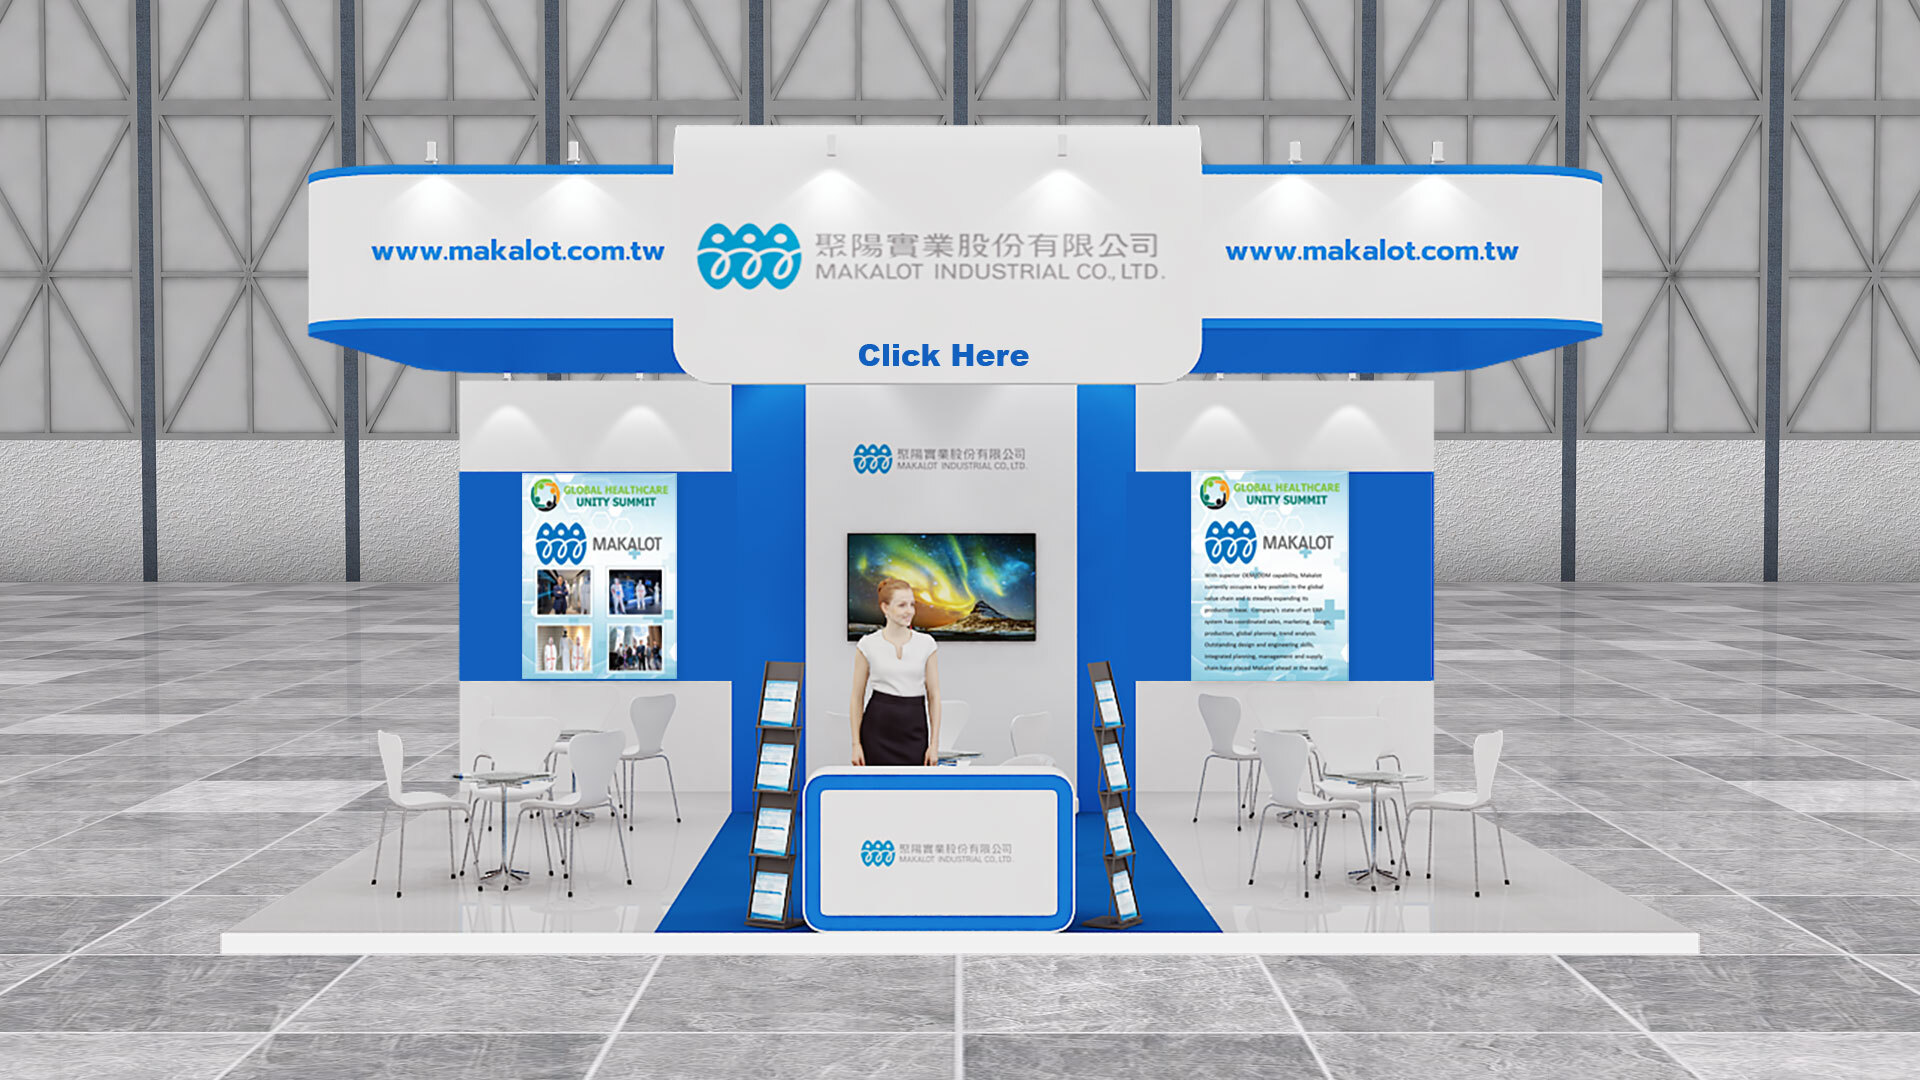 www.makalot.com.tw
聚陽實業股份有限公司
MAKALOT INDUSTRIAL CO., LTD.
www.makalot.com.tw
Click Here
聚陽實業股份有限公司
MAKALOT INDUSTRIAL CO., LTD.
GLOBAL HEALTHCARE
UNITY SUMMIT
MAKALOT
GLOBAL HEALTHCARE
UNITY SUMMIT
MAKALOT
With superior OEM/ODM capability, Makalot
currently occupies a key position in the global
value chain and is steadily expanding its
production base. Company's state-of-art ERP
system has coordinated sales, marketing, design,
production, global planning, trend analysis.
Outstanding design and engineering skills,
integrated planning, management and supply
chain have placed Makalot ahead in the market.
聚陽實業股份有限公司
MAKALOT INDUSTRIAL CO., LTD.